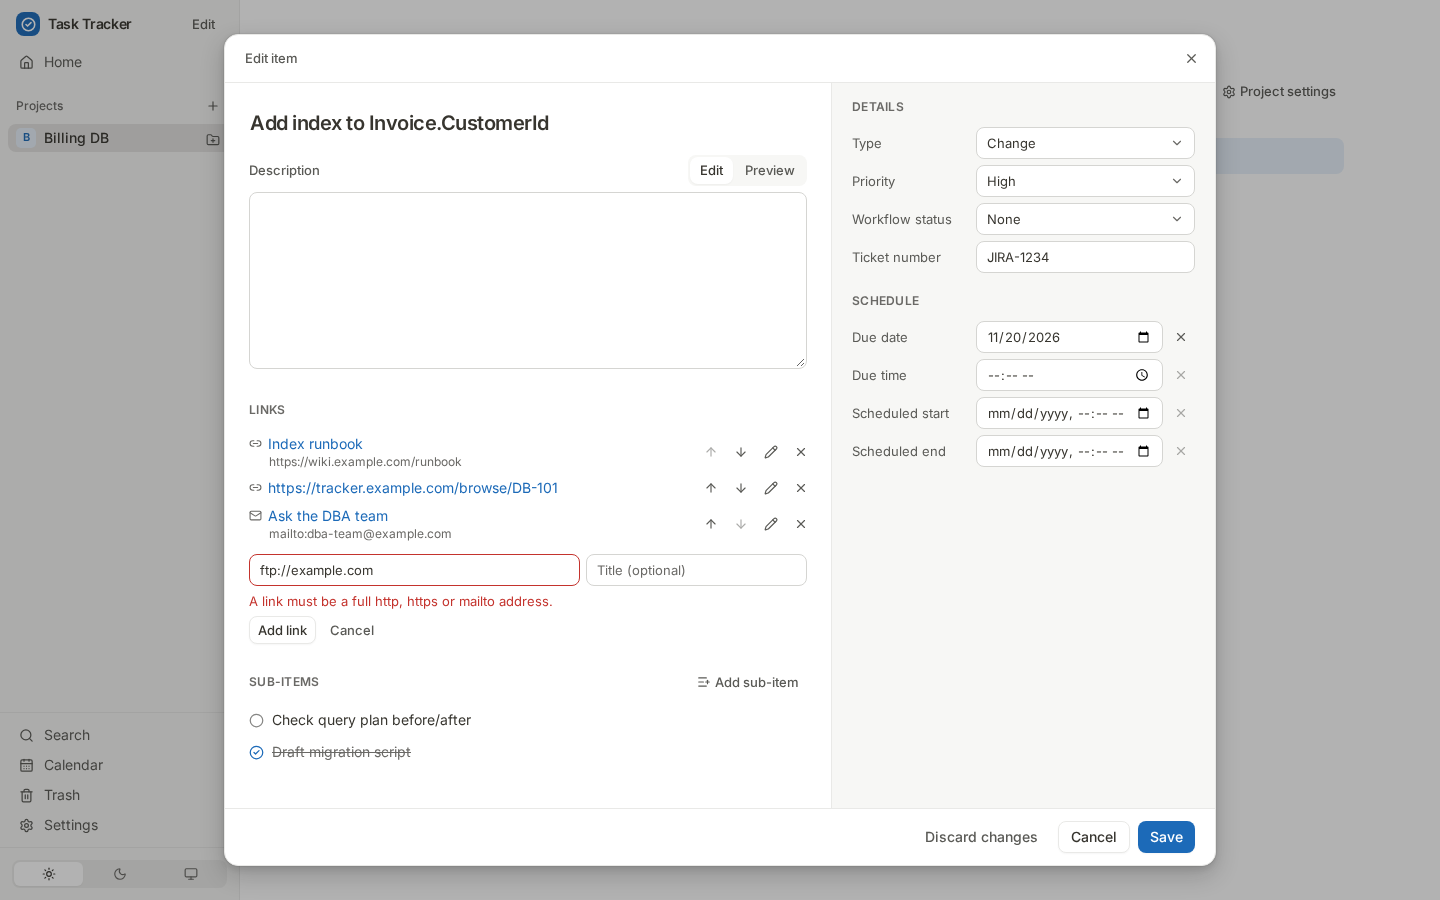 Task Tracker
Edit
Home
Projects
B Billing DB
Search
Calendar
Trash
Settings
Project settings
Edit item
Add index to Invoice.CustomerId
Description
Edit Preview
LINKS
Index runbook
https://wiki.example.com/runbook
https://tracker.example.com/browse/DB-101
Ask the DBA team
mailto:dba-team@example.com
ftp://example.com
Title (optional)
A link must be a full http, https or mailto address.
Add link Cancel
SUB-ITEMS
Add sub-item
Check query plan before/after
Draft migration script
DETAILS
Type Change
Priority High
Workflow status None
Ticket number JIRA-1234
SCHEDULE
Due date 11/20/2026
Due time --:-- --
Scheduled start mm/dd/yyyy, --:-- --
Scheduled end mm/dd/yyyy, --:-- --
Discard changes Cancel Save